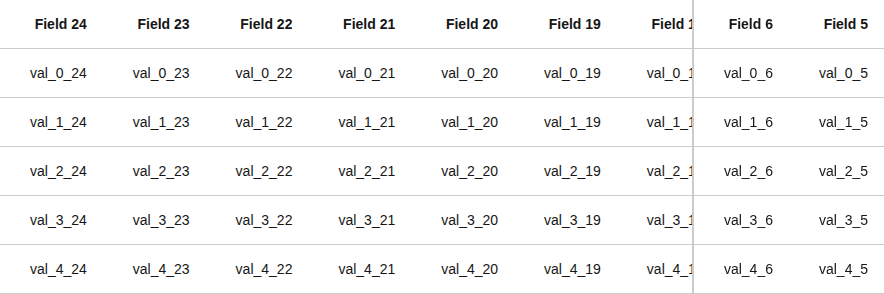 Field 24 Field 23 Field 22 Field 21 Field 20 Field 19 Field 6 Field 5
val_0_24 val_0_23 val_0_22 val_0_21 val_0_20 val_0_19 val_0_6 val_0_5
val_1_24 val_1_23 val_1_22 val_1_21 val_1_20 val_1_19 val_1_6 val_1_5
val_2_24 val_2_23 val_2_22 val_2_21 val_2_20 val_2_19 val_2_6 val_2_5
val_3_24 val_3_23 val_3_22 val_3_21 val_3_20 val_3_19 val_3_6 val_3_5
val_4_24 val_4_23 val_4_22 val_4_21 val_4_20 val_4_19 val_4_6 val_4_5